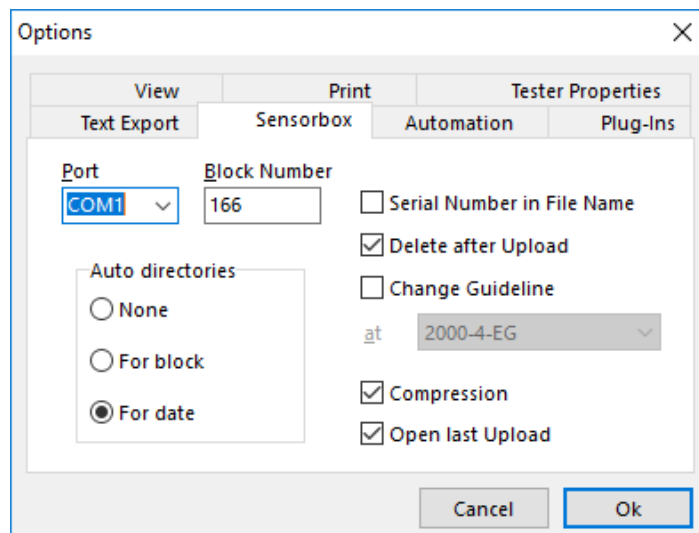 Options
View Print Tester Properties
Text Export Sensorbox Automation Plug-Ins
Port Block Number
COM1 166
Serial Number in File Name
Delete after Upload
Auto directories
Change Guideline
None
at 2000-4-EG
For block
Compression
For date
Open last Upload
Cancel Ok